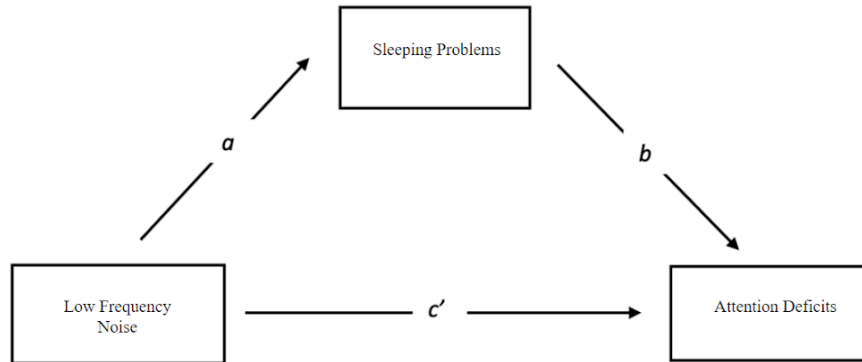 Sleeping Problems
a
b
Low Frequency
Noise
c'
Attention Deficits